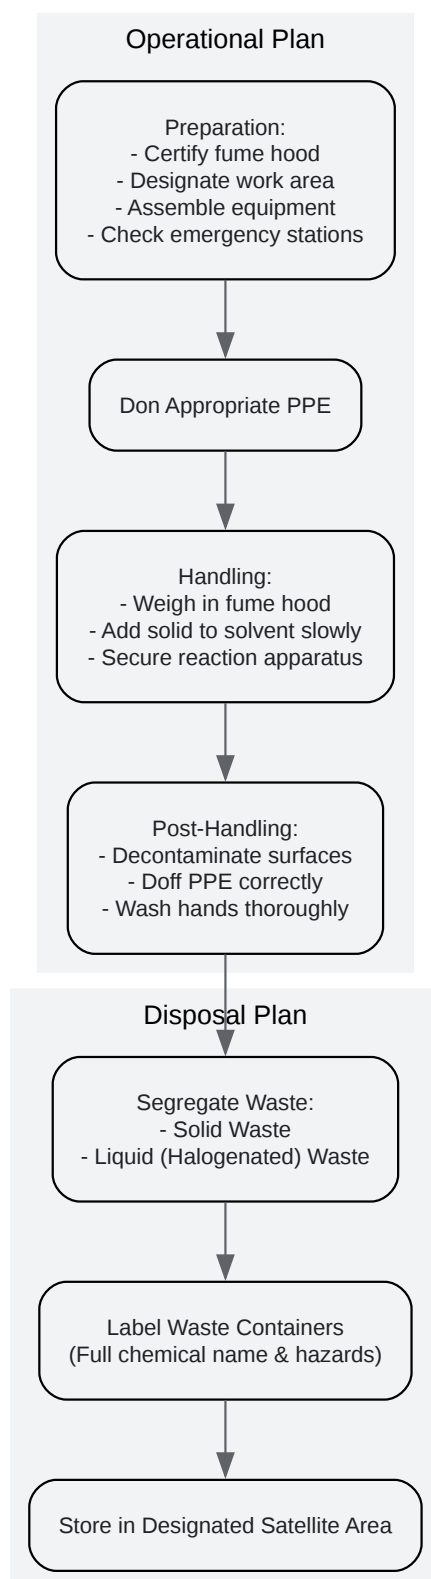 Operational Plan
Preparation:
- Certify fume hood
- Designate work area
- Assemble equipment
- Check emergency stations
Don Appropriate PPE
Handling:
- Weigh in fume hood
- Add solid to solvent slowly
- Secure reaction apparatus
Post-Handling:
- Decontaminate surfaces
- Doff PPE correctly
- Wash hands thoroughly
Disposal Plan
Segregate Waste:
- Solid Waste
- Liquid (Halogenated) Waste
Label Waste Containers
(Full chemical name & hazards)
Store in Designated Satellite Area